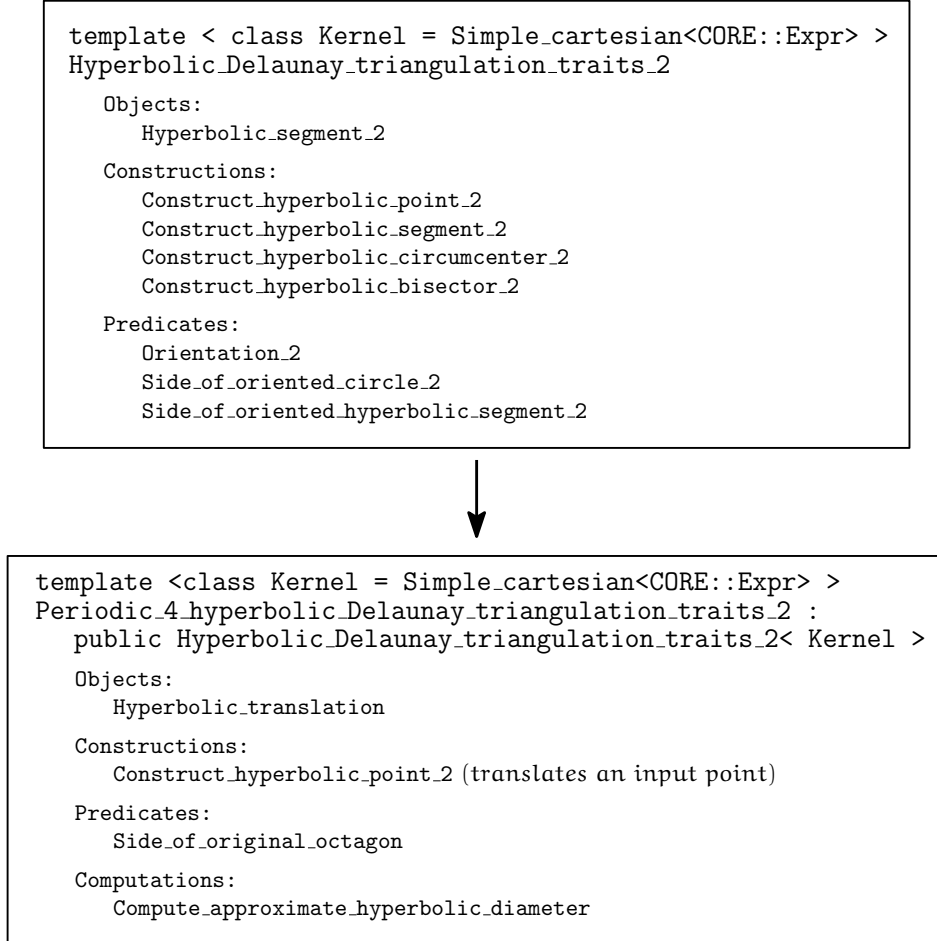 template < class Kernel = Simple_cartesian<CORE::Expr> >
Hyperbolic_Delaunay_triangulation_traits_2
Objects:
Hyperbolic_segment_2
Constructions:
Construct_hyperbolic_point_2
Construct_hyperbolic_segment_2
Construct_hyperbolic_circumcenter_2
Construct_hyperbolic_bisector_2
Predicates:
Orientation_2
Side_of_oriented_circle_2
Side_of_oriented_hyperbolic_segment_2
template <class Kernel = Simple_cartesian<CORE::Expr> >
Periodic_4_hyperbolic_Delaunay_triangulation_traits_2 :
public Hyperbolic_Delaunay_triangulation_traits_2< Kernel >
Objects:
Hyperbolic_translation
Constructions:
Construct_hyperbolic_point_2 (translates an input point)
Predicates:
Side_of_original_octagon
Computations:
Compute_approximate_hyperbolic_diameter